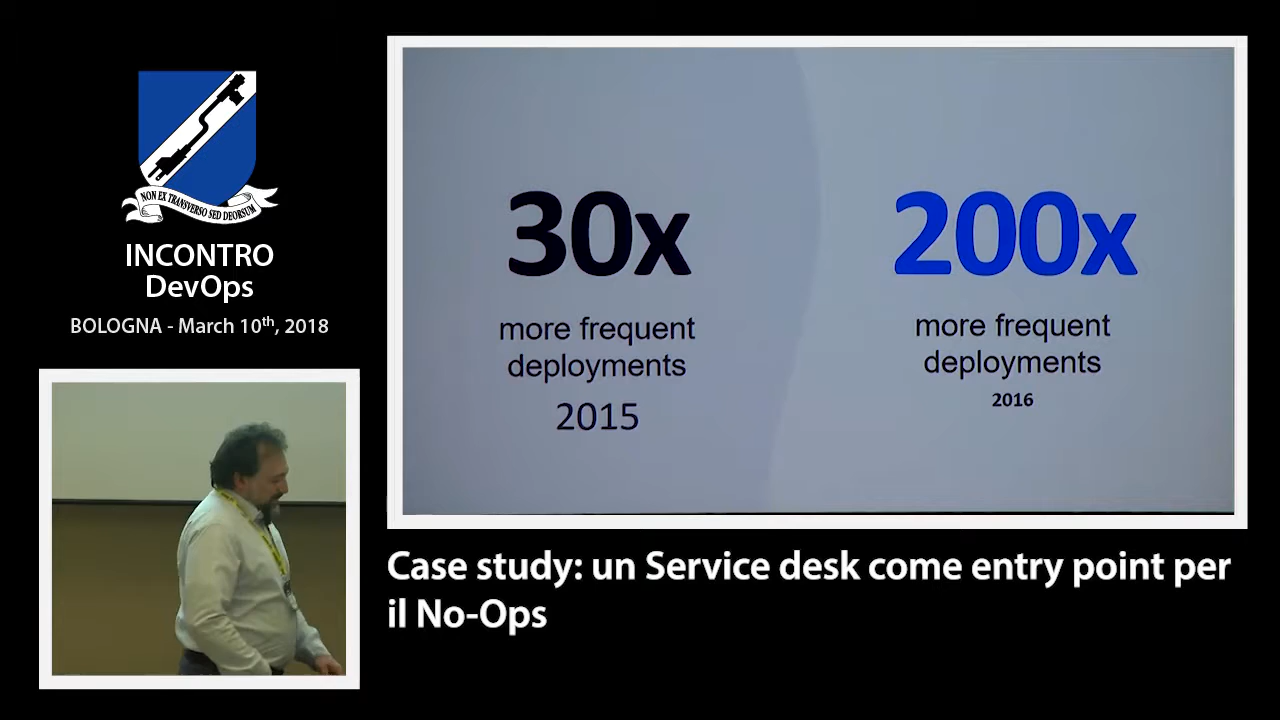 NON EX TRANSVERSO SED DEORSUM
INCONTRO
DevOps
BOLOGNA - March 10th, 2018
30x
more frequent
deployments
2015
200x
more frequent
deployments
2016
Case study: un Service desk come entry point per
il No-Ops